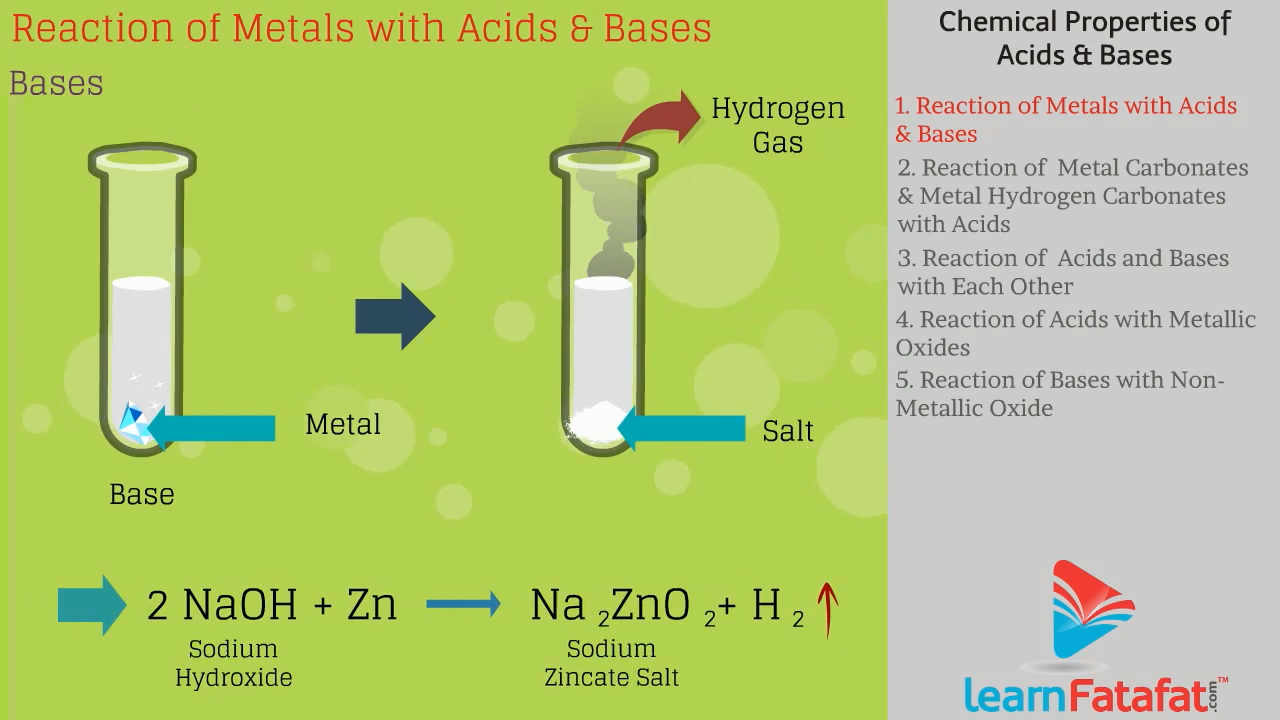 Reaction of Metals with Acids & Bases
Bases
Hydrogen
Gas
Metal
Salt
Base
2 NaOH + Zn Na 2ZnO 2+ H 2
Sodium
Hydroxide
Sodium
Zincate Salt
Chemical Properties of
Acids & Bases
1. Reaction of Metals with Acids
& Bases
2. Reaction of Metal Carbonates
& Metal Hydrogen Carbonates
with Acids
3. Reaction of Acids and Bases
with Each Other
4. Reaction of Acids with Metallic
Oxides
5. Reaction of Bases with Non-
Metallic Oxide
learnFatafat.com™